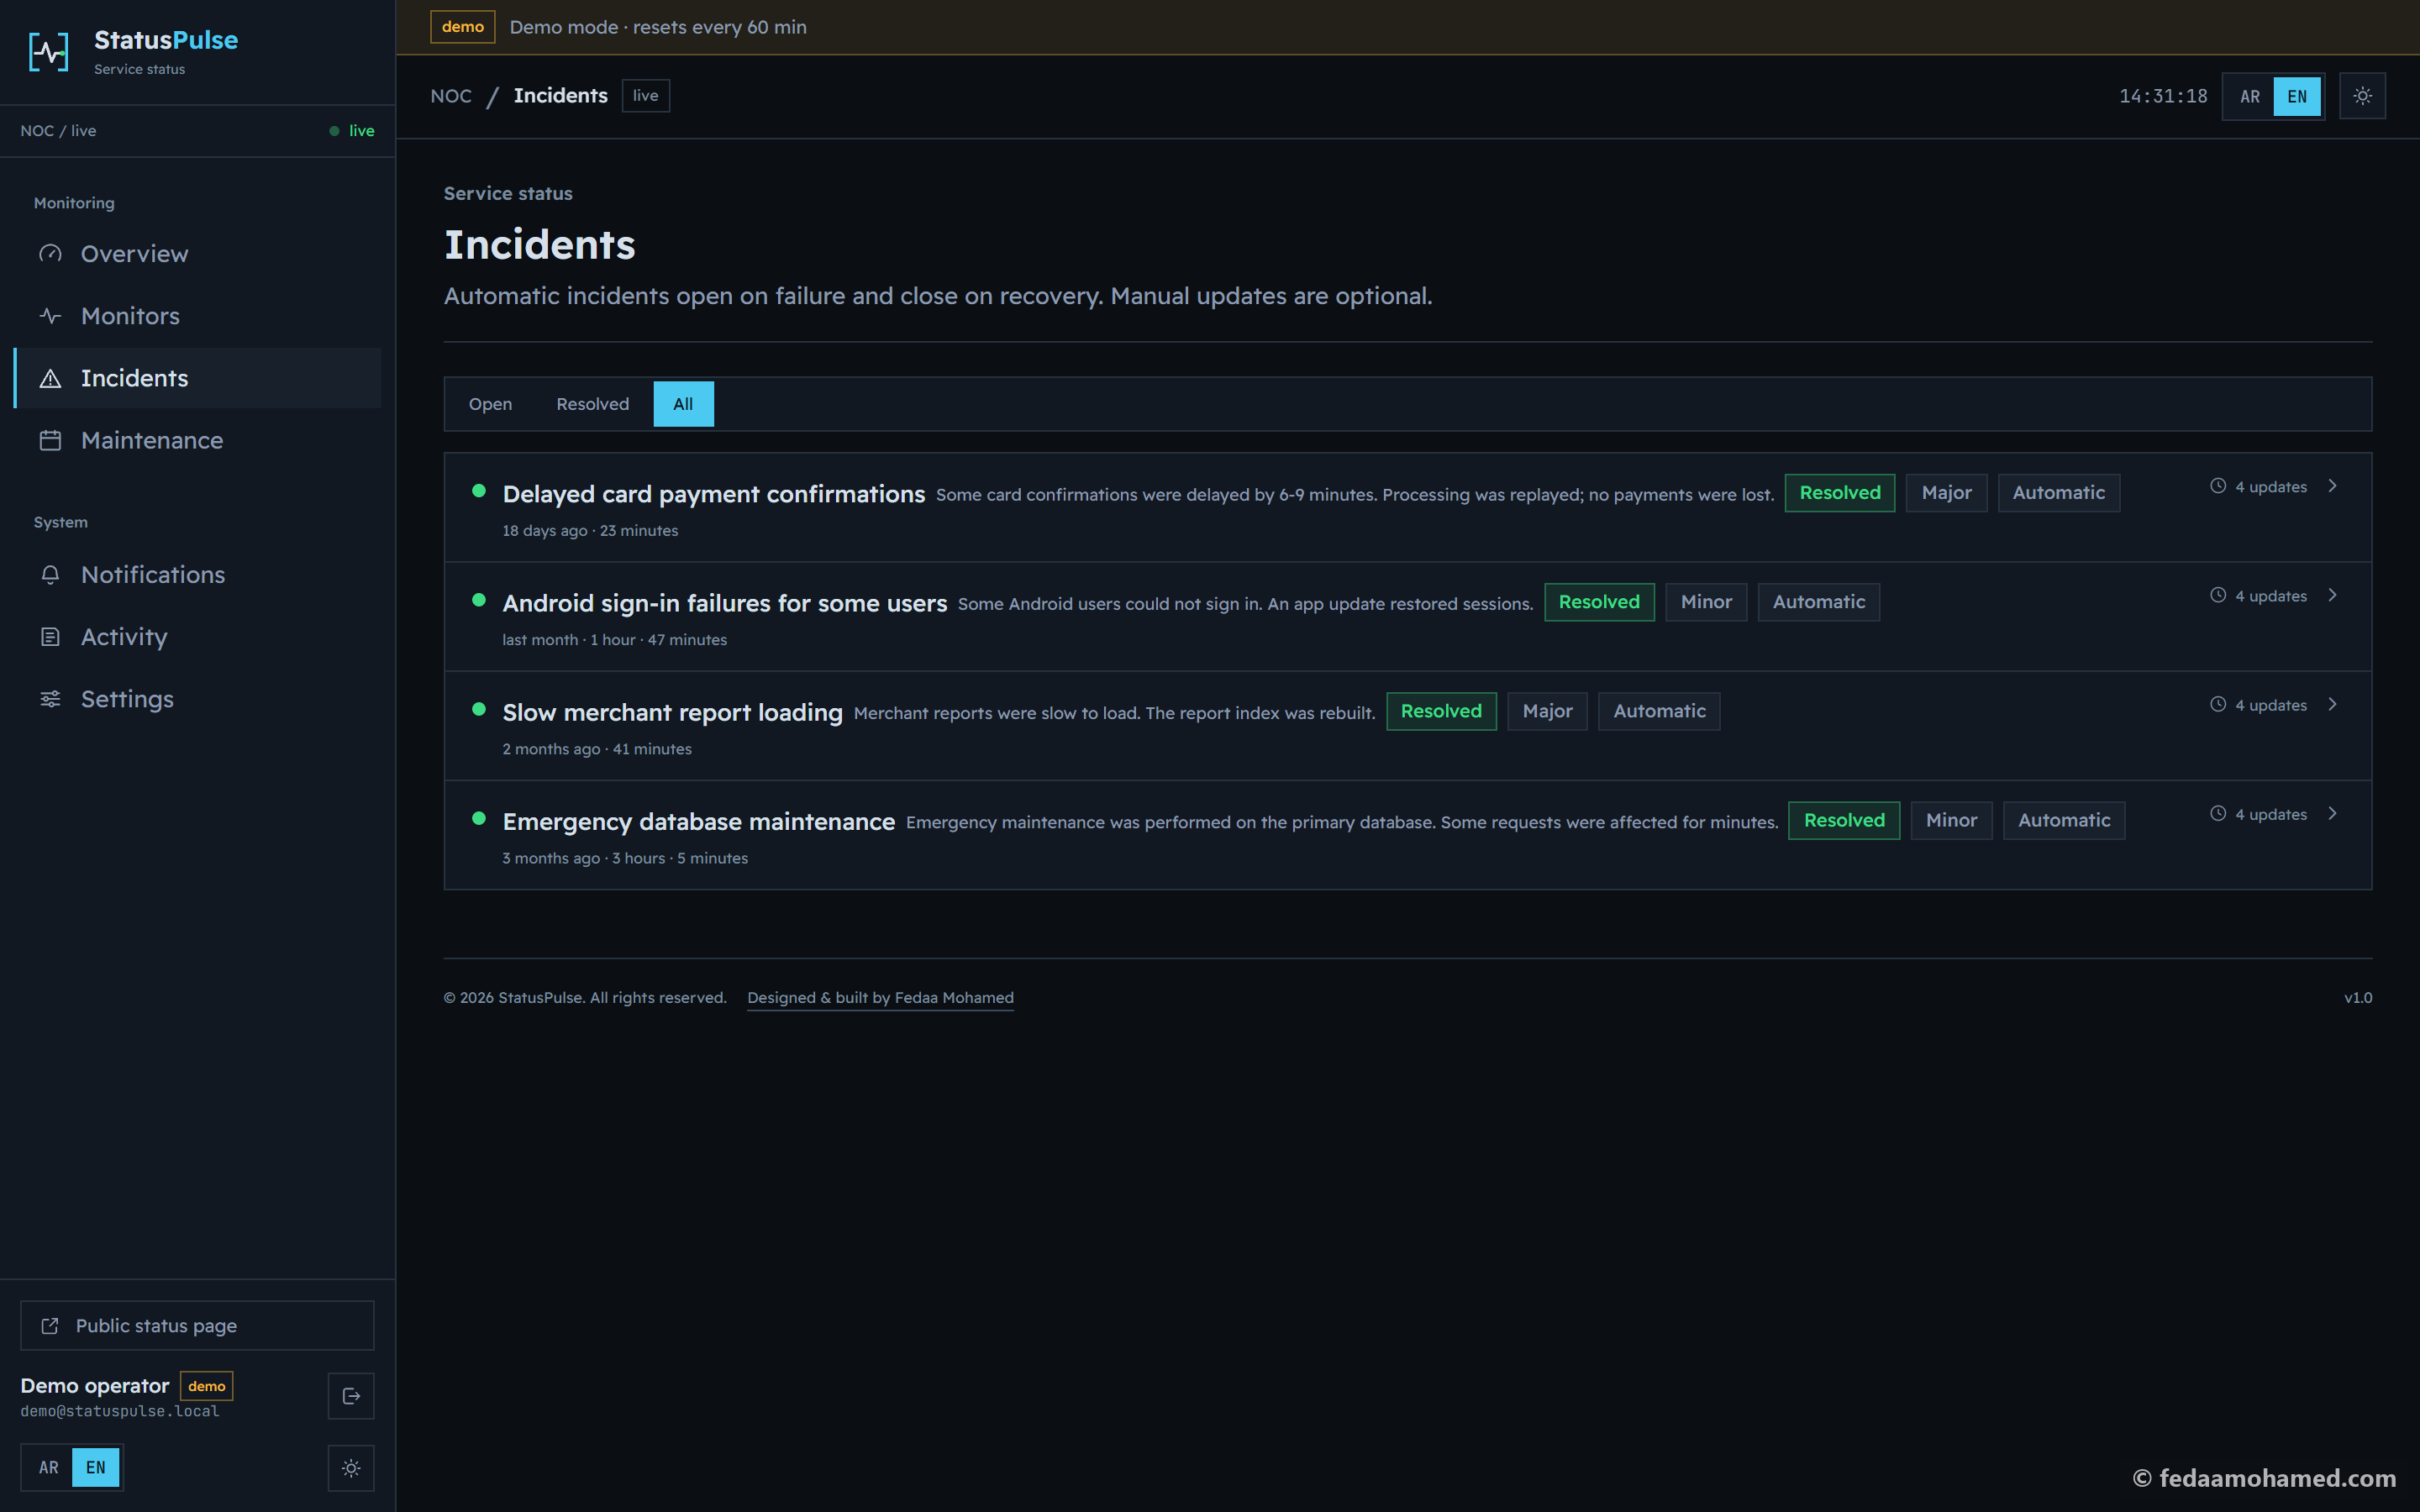 StatusPulse
Service status
NOC / live
live
Monitoring
Overview
Monitors
Incidents
Maintenance
System
Notifications
Activity
Settings
Public status page
Demo operator demo
demo@statuspulse.local
AR EN
demo Demo mode · resets every 60 min
NOC / Incidents live
14:31:18 AR EN
Service status
Incidents
Automatic incidents open on failure and close on recovery. Manual updates are optional.
Open Resolved All
Delayed card payment confirmations Some card confirmations were delayed by 6-9 minutes. Processing was replayed; no payments were lost. Resolved Major Automatic 4 updates
18 days ago · 23 minutes
Android sign-in failures for some users Some Android users could not sign in. An app update restored sessions. Resolved Minor Automatic 4 updates
last month · 1 hour · 47 minutes
Slow merchant report loading Merchant reports were slow to load. The report index was rebuilt. Resolved Major Automatic 4 updates
2 months ago · 41 minutes
Emergency database maintenance Emergency maintenance was performed on the primary database. Some requests were affected for minutes. Resolved Minor Automatic 4 updates
3 months ago · 3 hours · 5 minutes
© 2026 StatusPulse. All rights reserved. Designed & built by Fedaa Mohamed v1.0
© fedaamohamed.com